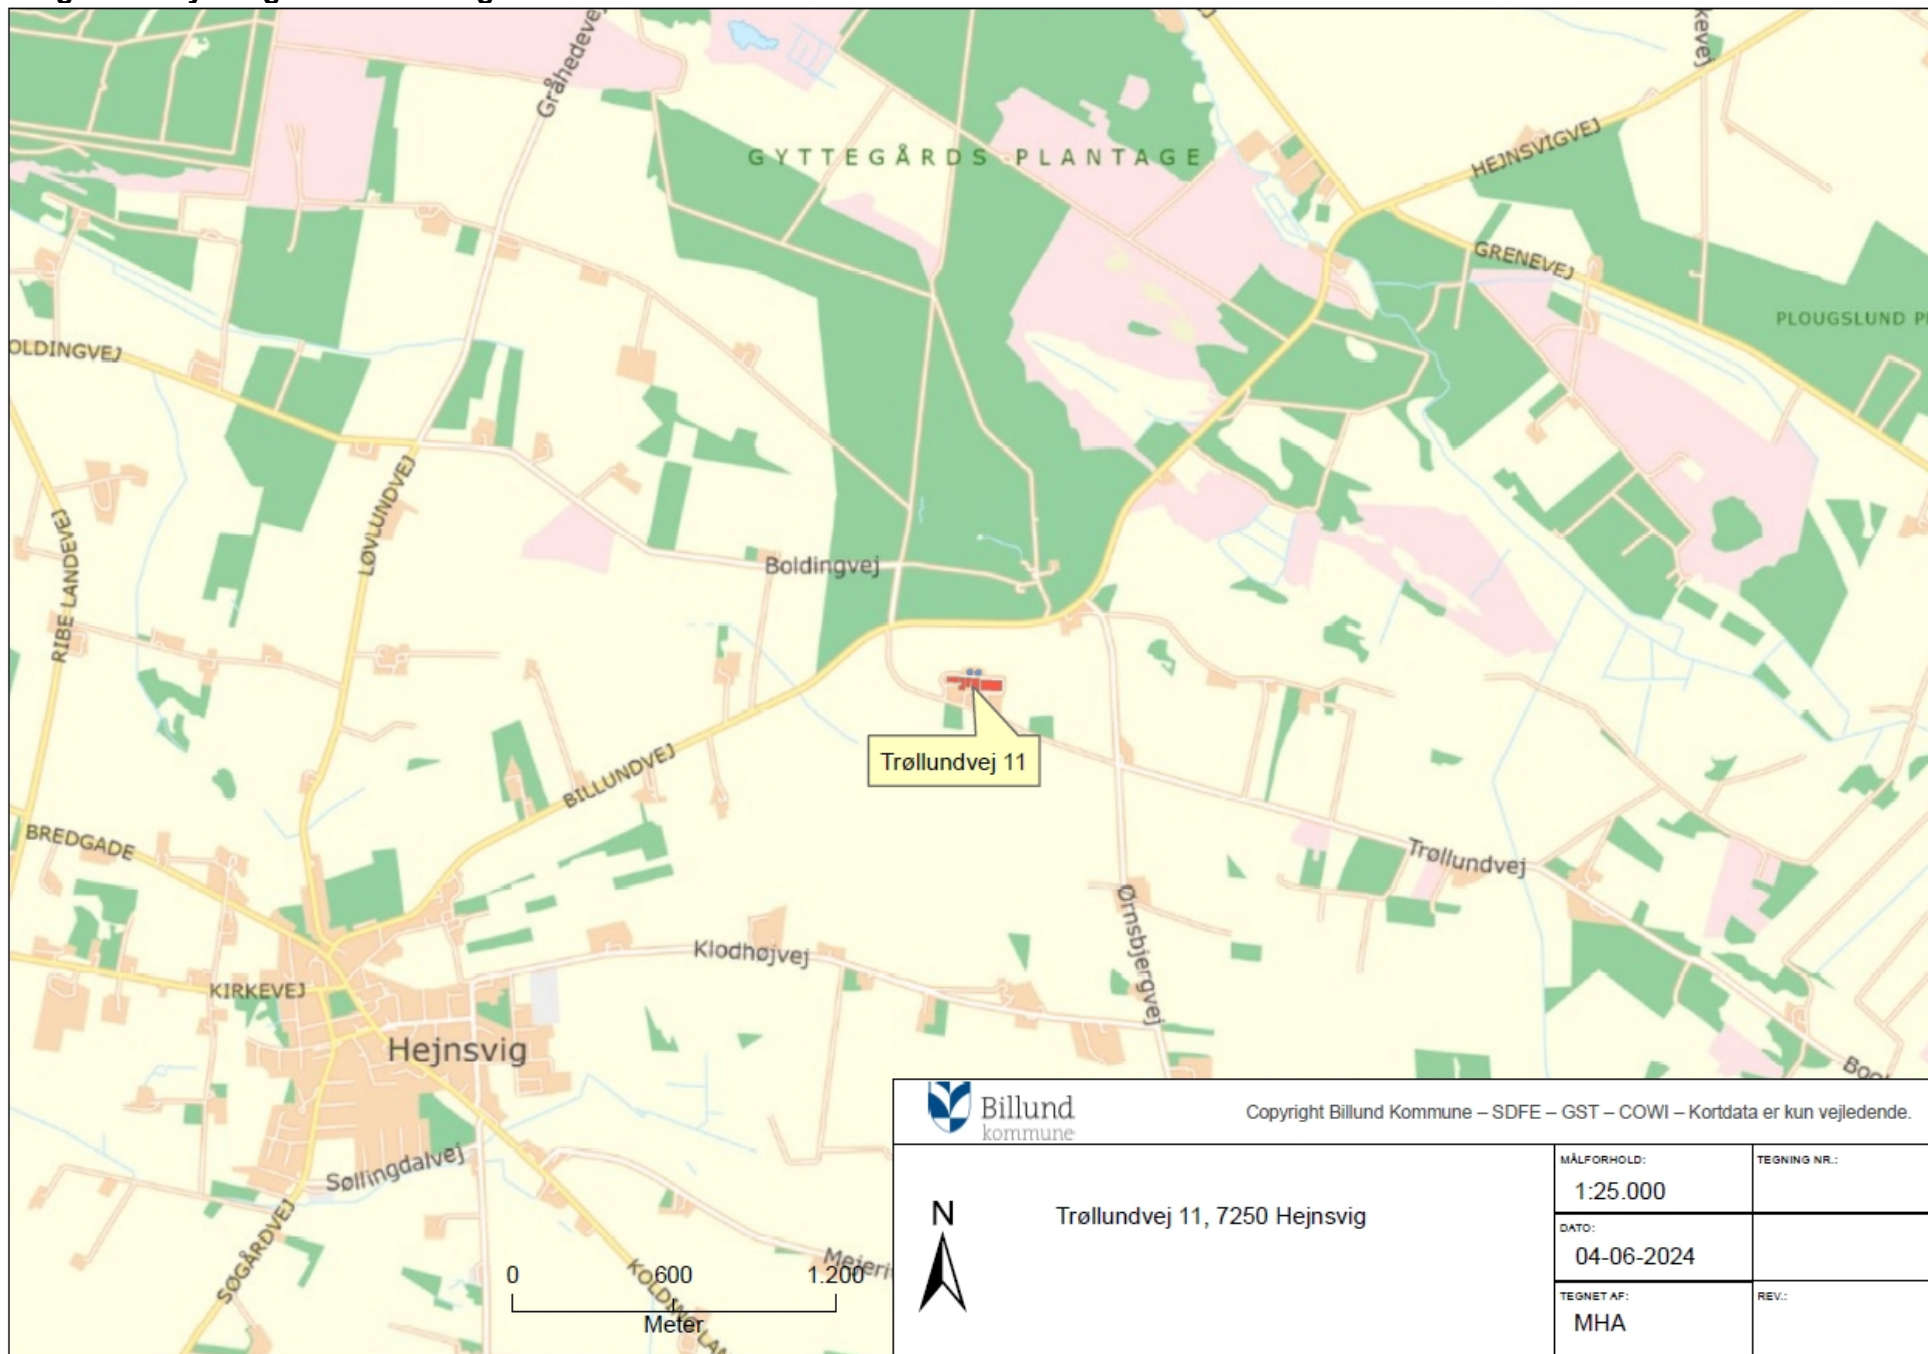 Gråhedevej
GYTTEGÅRDS PLANTAGE
HEJNSVIGVEJ
GRENEVEJ
PLOUGSLUND
OLDINGVEJ
LØVLUNDVEJ
RIBE LANDEVEJ
Boldingvej
Trøllundvej 11
BILLUNDVEJ
BREDGADE
Trøllundvej
Ørnsbjergvej
Klodhøjvej
KIRKEVEJ
Hejnsvig
Søllingdalvej
SØGÅRDVEJ
0 600 1.200
Meter
Billund
kommune
Copyright Billund Kommune – SDFE – GST – COWI – Kortdata er kun vejledende.
N
Trøllundvej 11, 7250 Hejnsvig
MÅLFORHOLD:
1:25.000
TEGNING NR.:
DATO:
04-06-2024
TEGNET AF:
MHA
REV.: